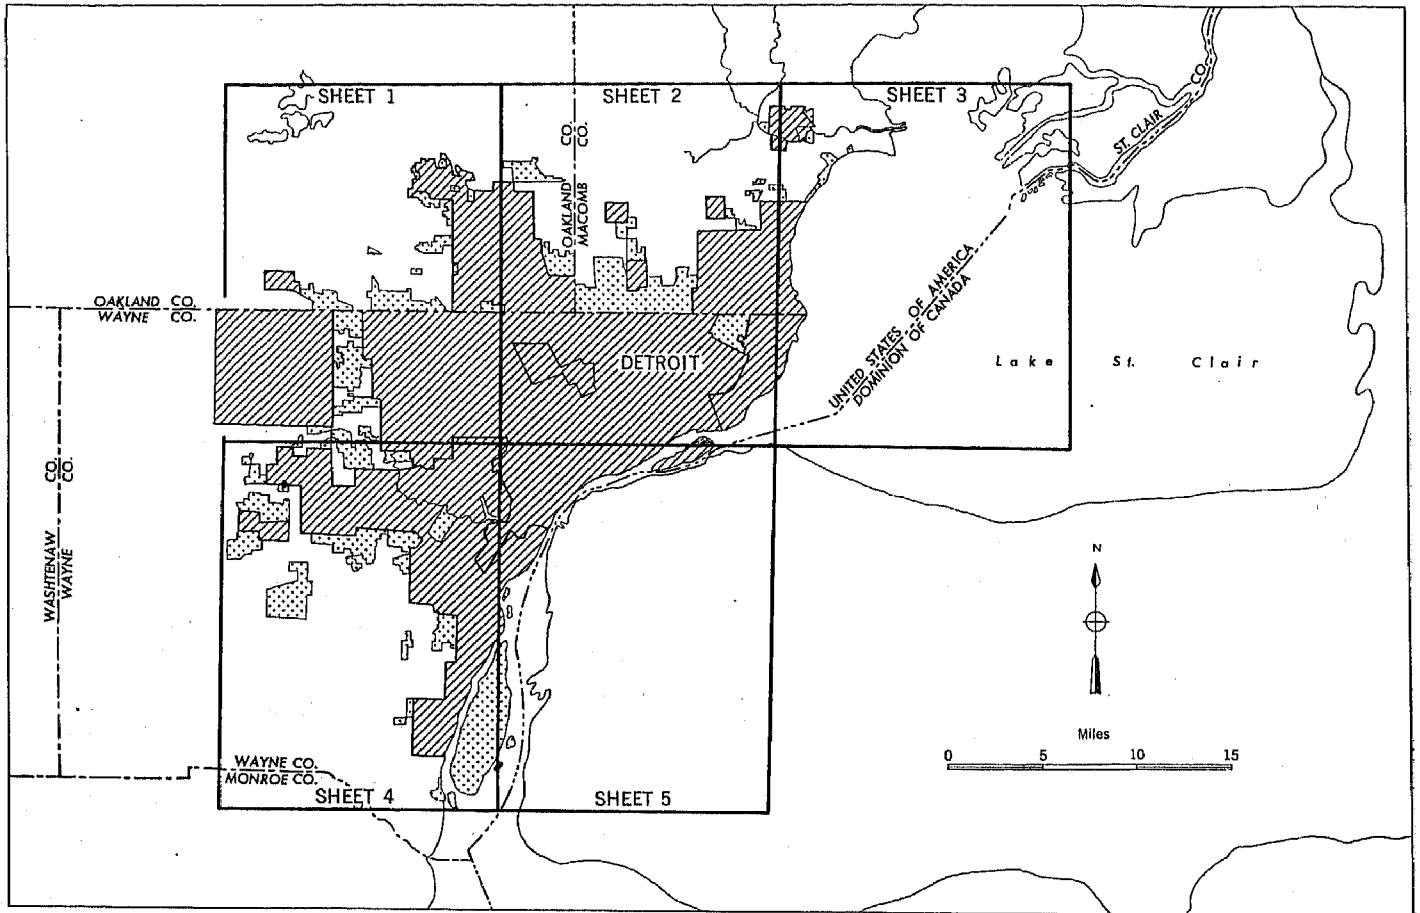 SHEET 1
SHEET 2
SHEET 3
ST. CLAIR CO.
OAKLAND CO.
MACOMB CO.
OAKLAND CO.
WAYNE CO.
DETROIT
UNITED STATES OF AMERICA
DOMINION OF CANADA
Lake St. Clair
WASHTENAW CO.
WAYNE CO.
N
Miles
0 5 10 15
WAYNE CO.
MONROE CO.
SHEET 4
SHEET 5